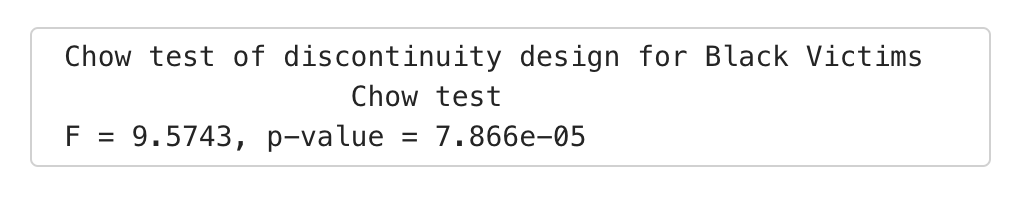 Chow test of discontinuity design for Black Victims
Chow test
F = 9.5743, p-value = 7.866e-05